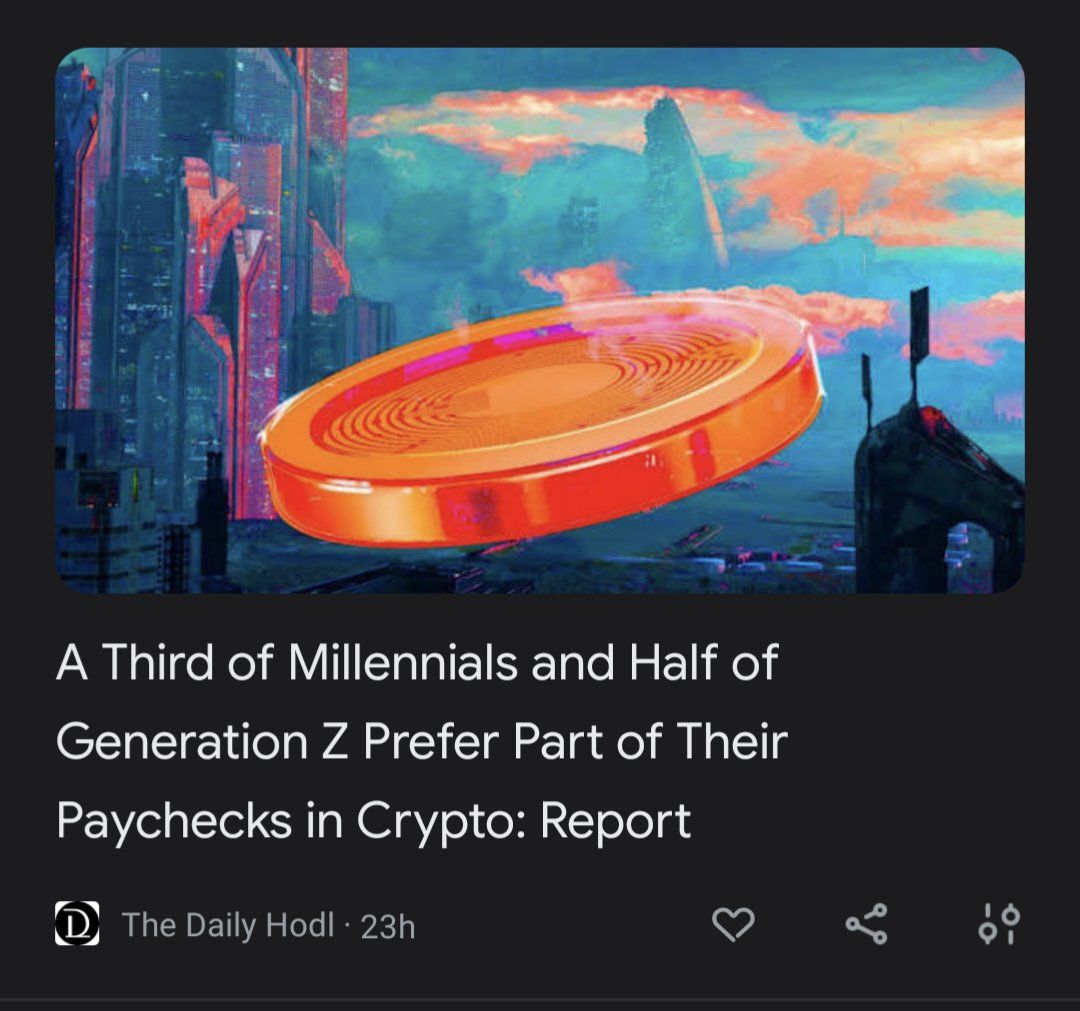 A Third of Millennials and Half of
Generation Z Prefer Part of Their
Paychecks in Crypto: Report
D The Daily Hodl · 23h